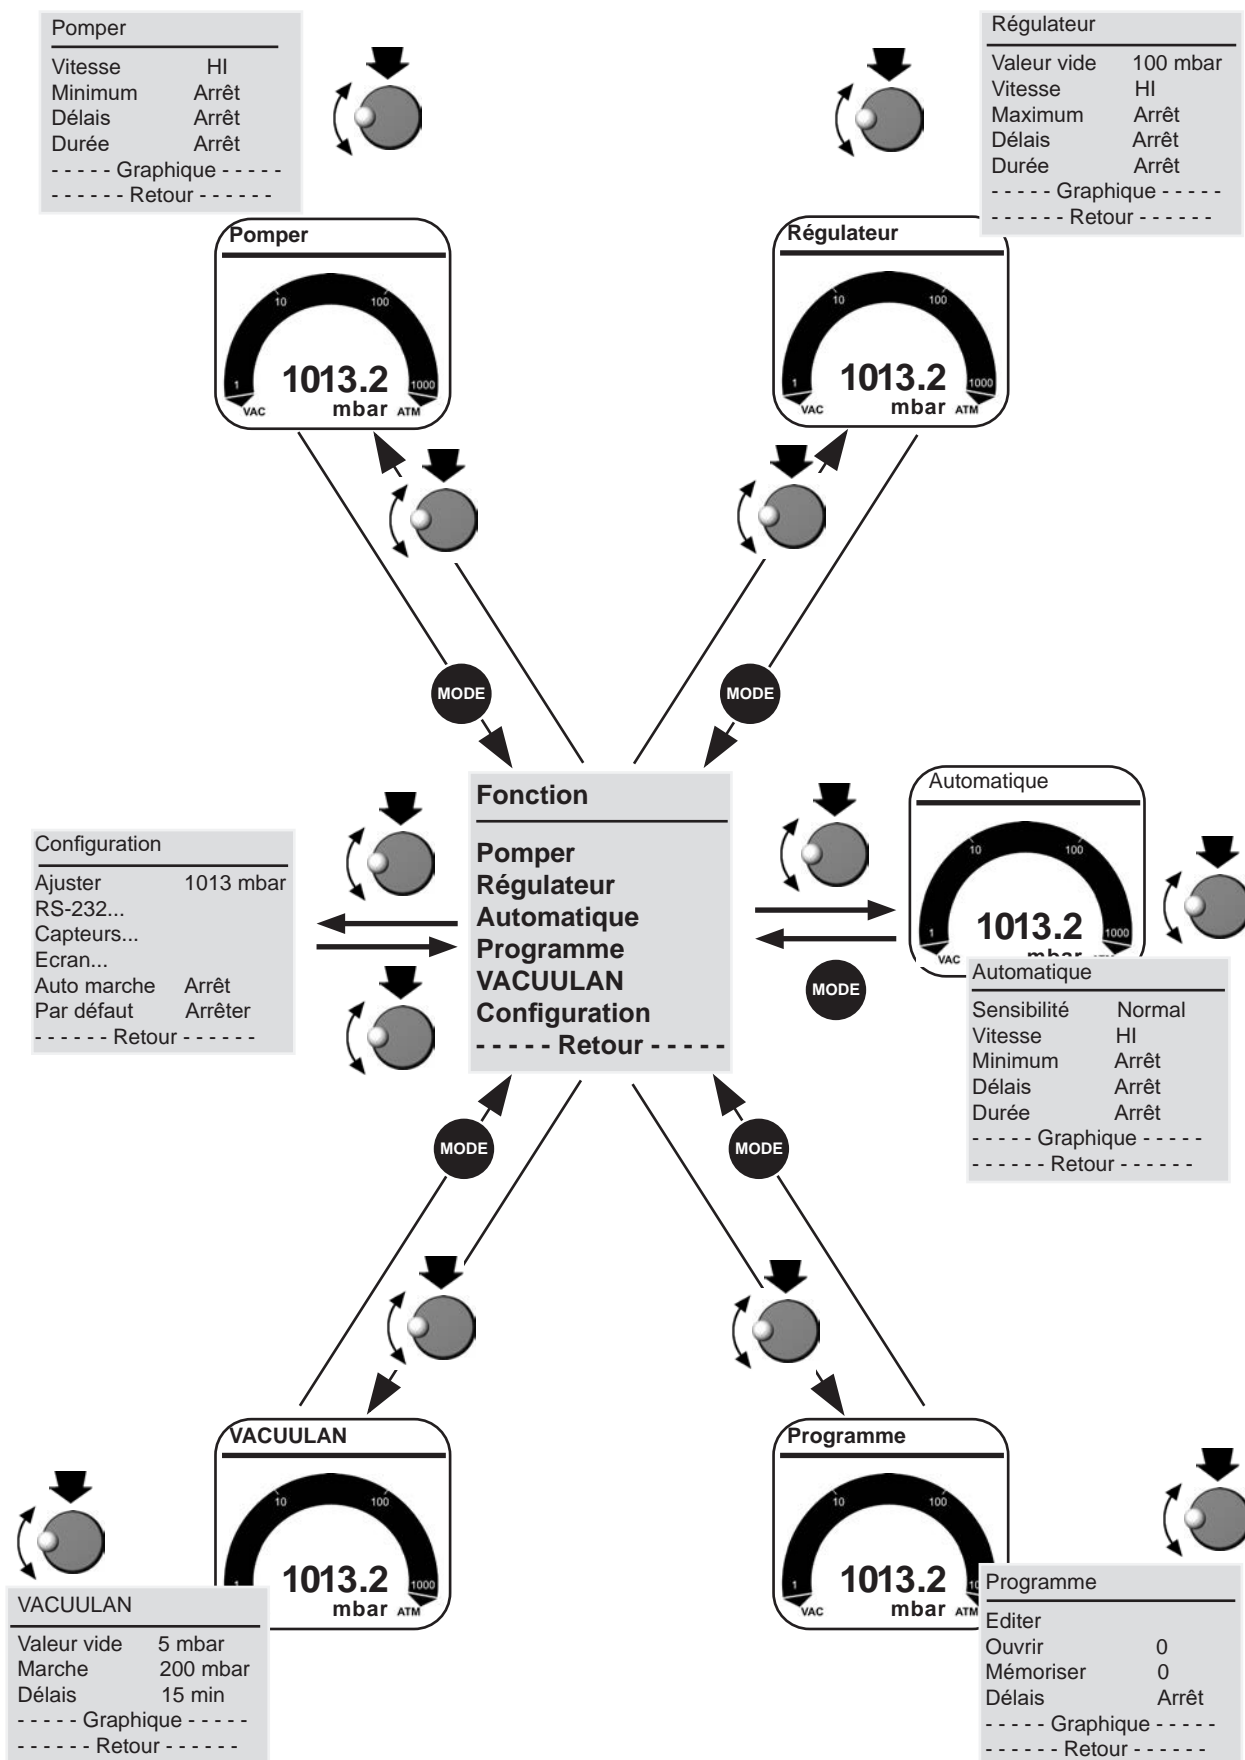 Pomper
Vitesse HI
Minimum Arrêt
Délais Arrêt
Durée Arrêt
- - - - - Graphique - - - - -
- - - - - - Retour - - - - - -
Régulateur
Valeur vide 100 mbar
Vitesse HI
Maximum Arrêt
Délais Arrêt
Durée Arrêt
- - - - - Graphique - - - - -
- - - - - - Retour - - - - - -
Pomper
10 100
1 1013.2 1000
VAC mbar ATM
Régulateur
10 100
1 1013.2 1000
VAC mbar ATM
MODE
MODE
Fonction
Pomper
Régulateur
Automatique
Programme
VACUULAN
Configuration
- - - - - Retour - - - - -
Configuration
Ajuster 1013 mbar
RS-232...
Capteurs...
Ecran...
Auto marche Arrêt
Par défaut Arrêter
- - - - - - Retour - - - - - -
Automatique
10 100
1 1013.2 1000
VAC mbar ATM
MODE
Automatique
Sensibilité Normal
Vitesse HI
Minimum Arrêt
Délais Arrêt
Durée Arrêt
- - - - - Graphique - - - - -
- - - - - - Retour - - - - - -
MODE
MODE
VACUULAN
10 100
1013.2 1000
mbar ATM
VACUULAN
Valeur vide 5 mbar
Marche 200 mbar
Délais 15 min
- - - - - Graphique - - - - -
- - - - - - Retour - - - - - -
Programme
10 100
1 1013.2
VAC mbar ATM
Programme
Editer
Ouvrir 0
Mémoriser 0
Délais Arrêt
- - - - - Graphique - - - - -
- - - - - - Retour - - - - - -